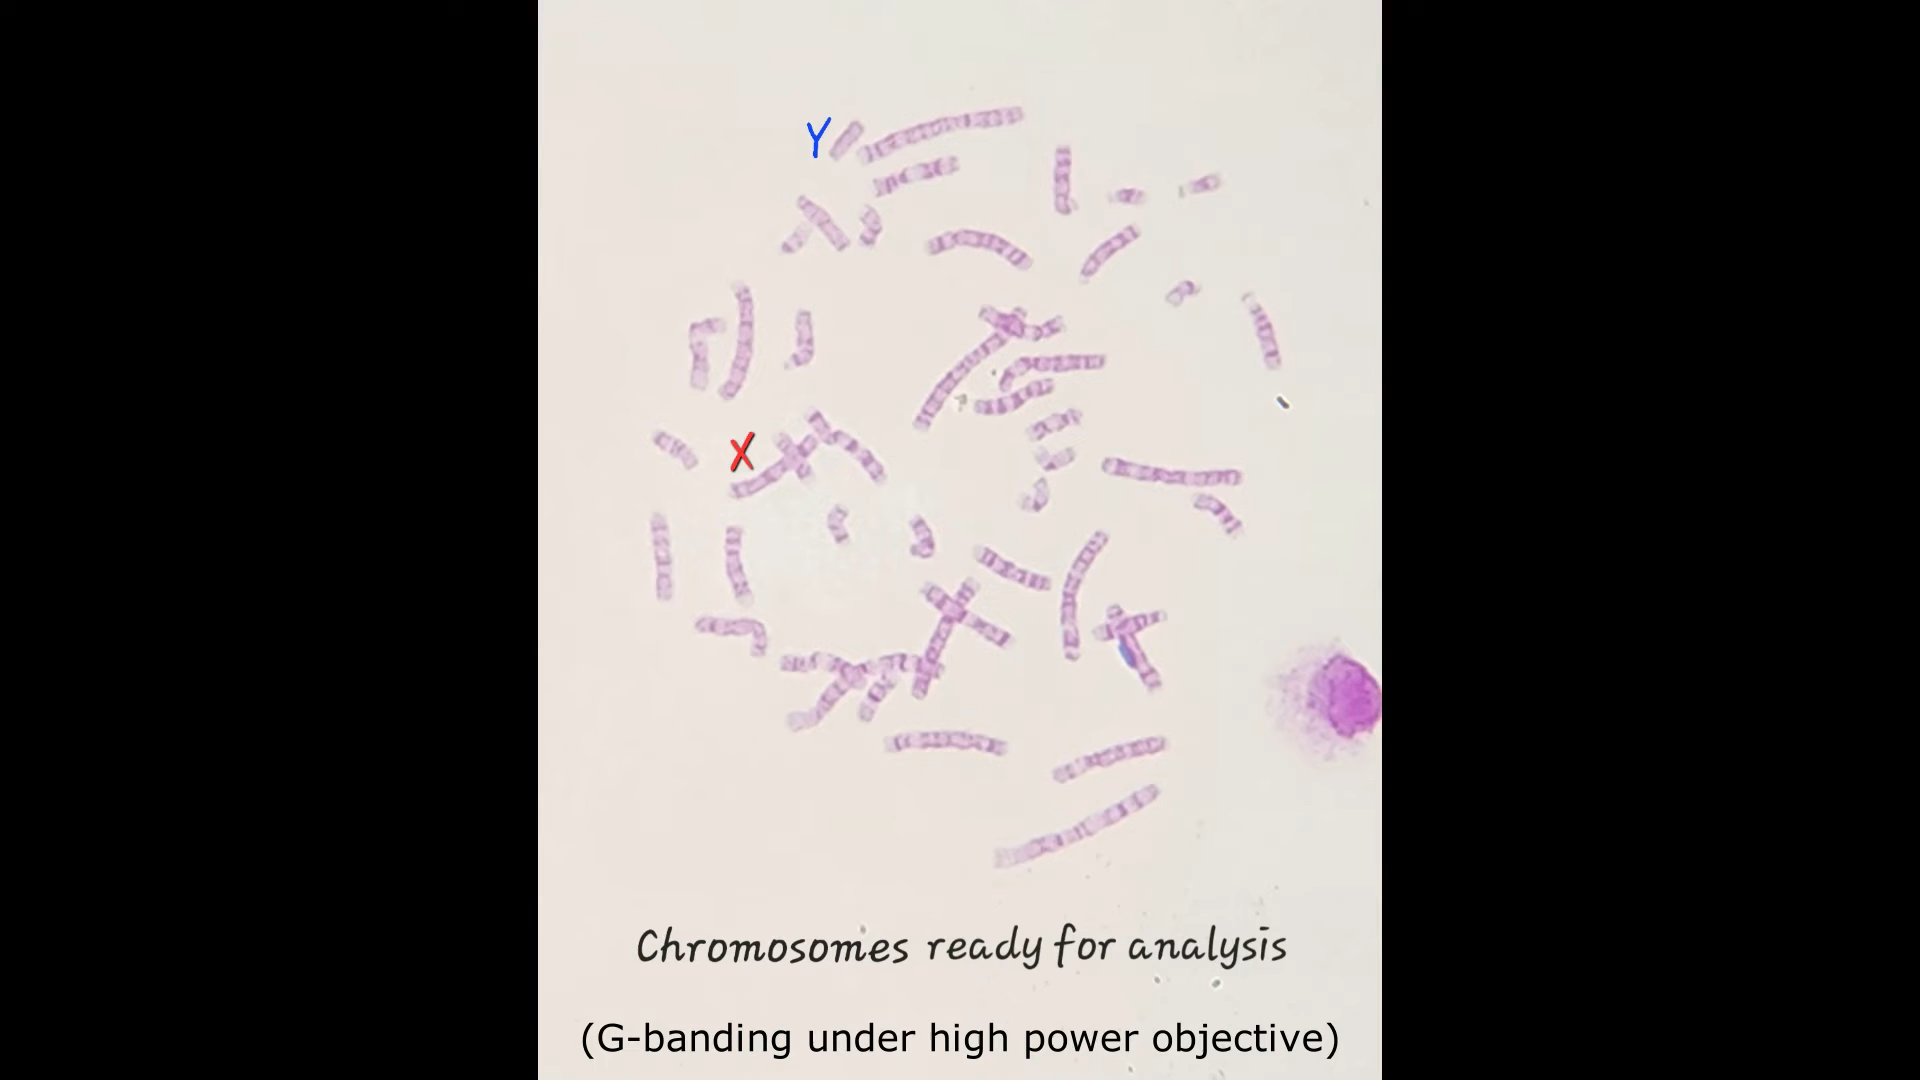 Y
X
Chromosomes ready for analysis
(G-banding under high power objective)